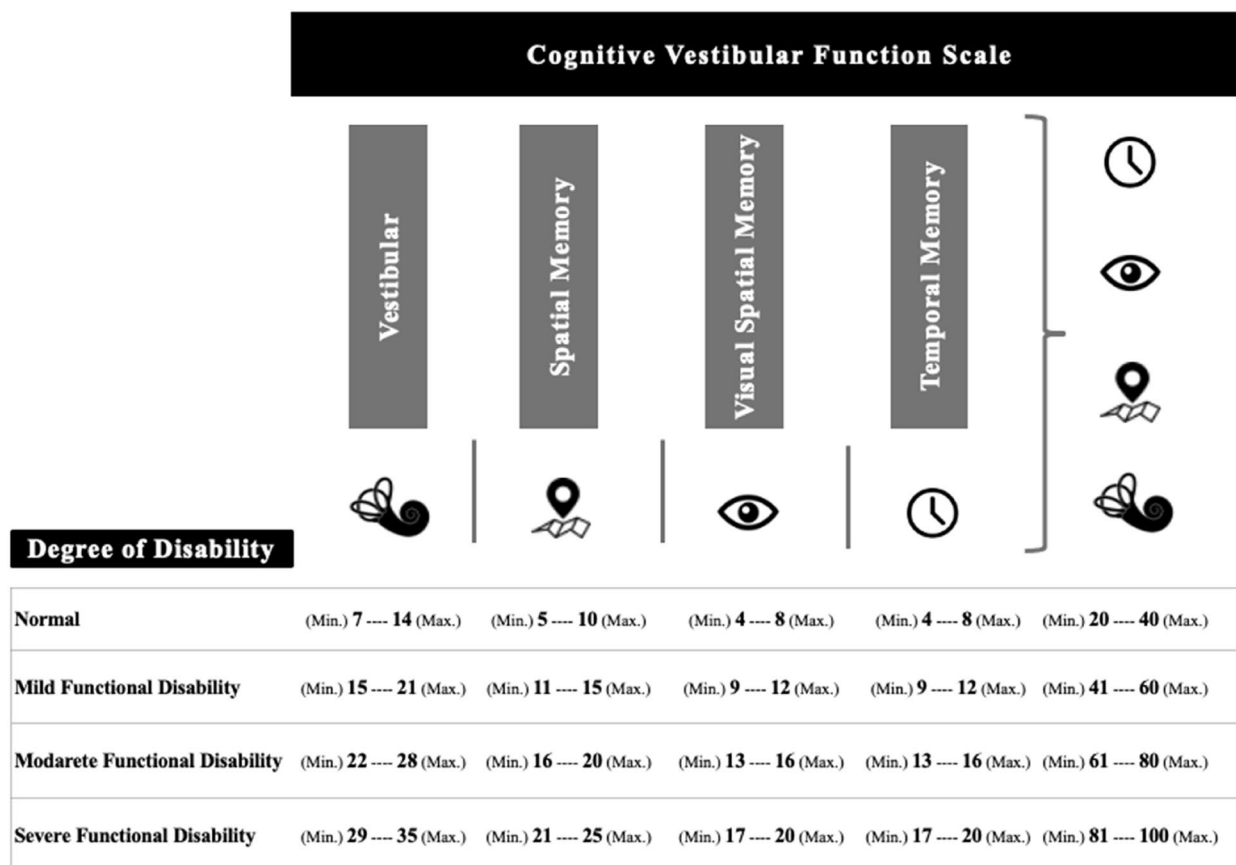 Cognitive Vestibular Function Scale
Vestibular
Spatial Memory
Visual Spatial Memory
Temporal Memory
Degree of Disability
Normal (Min.) 7 ---- 14 (Max.) (Min.) 5 ---- 10 (Max.) (Min.) 4 ---- 8 (Max.) (Min.) 4 ---- 8 (Max.) (Min.) 20 ---- 40 (Max.)
Mild Functional Disability (Min.) 15 ---- 21 (Max.) (Min.) 11 ---- 15 (Max.) (Min.) 9 ---- 12 (Max.) (Min.) 9 ---- 12 (Max.) (Min.) 41 ---- 60 (Max.)
Modarete Functional Disability (Min.) 22 ---- 28 (Max.) (Min.) 16 ---- 20 (Max.) (Min.) 13 ---- 16 (Max.) (Min.) 13 ---- 16 (Max.) (Min.) 61 ---- 80 (Max.)
Severe Functional Disability (Min.) 29 ---- 35 (Max.) (Min.) 21 ---- 25 (Max.) (Min.) 17 ---- 20 (Max.) (Min.) 17 ---- 20 (Max.) (Min.) 81 ---- 100 (Max.)